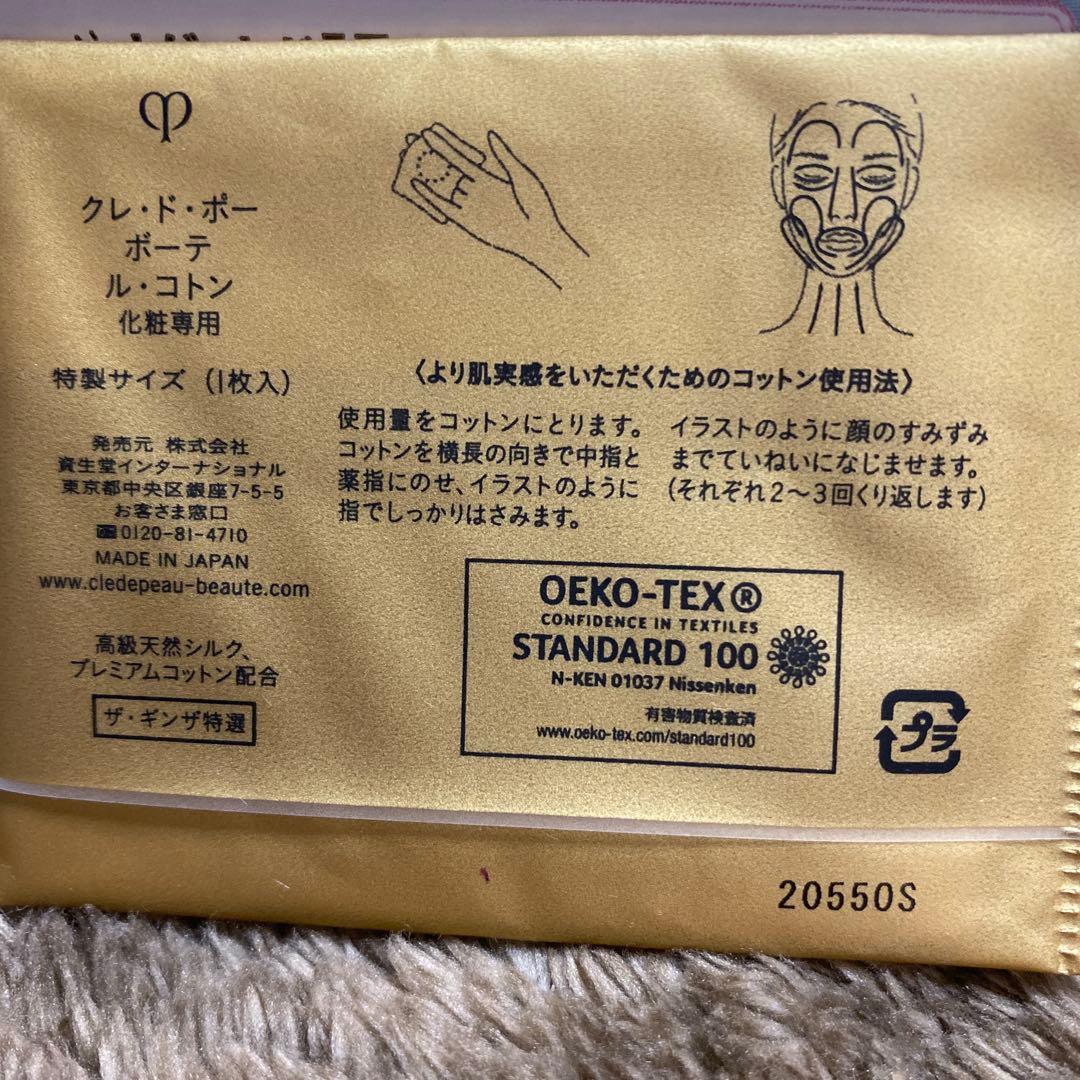 クレ・ド・ポー
ボーテ
ル・コトン
化粧専用
特製サイズ（1枚入）
発売元 株式会社
資生堂インターナショナル
東京都中央区銀座7-5-5
お客さま窓口
0120-81-4710
MADE IN JAPAN
www.cledepeau-beaute.com
高級天然シルク、
プレミアムコットン配合
ザ・ギンザ特選
〈より肌実感をいただくためのコットン使用法〉
使用量をコットンにとります。
コットンを横長の向きで中指と
薬指にのせ、イラストのように
指でしっかりはさみます。
イラストのように顔のすみずみ
までていねいになじませます。
（それぞれ2〜3回くり返します）
OEKO-TEX®
CONFIDENCE IN TEXTILES
STANDARD 100
N-KEN 01037 Nissenken
有害物質検査済
www.oeko-tex.com/standard100
プラ
20550S